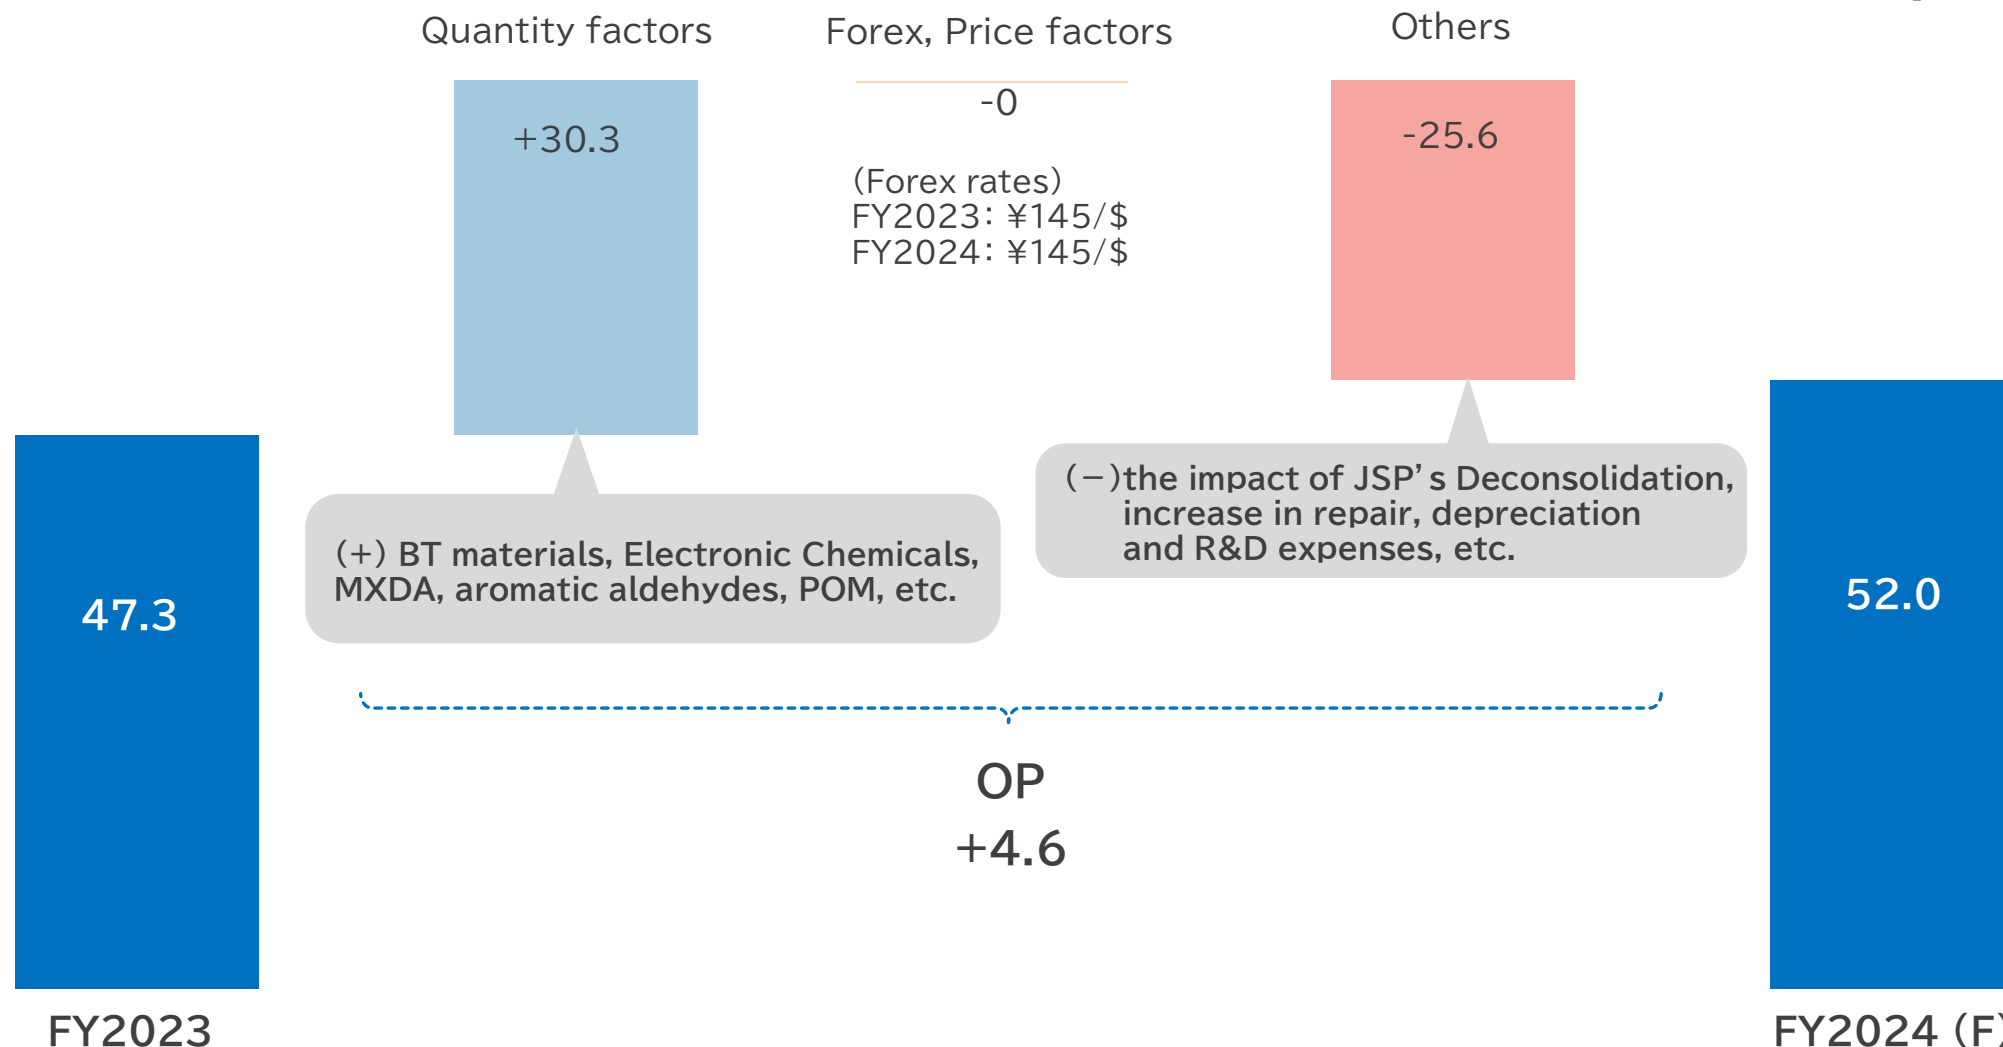 Quantity factors
Forex, Price factors
Others
+30.3
-0
-25.6
(Forex rates)
FY2023: ¥145/$
FY2024: ¥145/$
(+) BT materials, Electronic Chemicals,
MXDA, aromatic aldehydes, POM, etc.
(−)the impact of JSP’s Deconsolidation,
increase in repair, depreciation
and R&D expenses, etc.
47.3
52.0
OP
+4.6
FY2023
FY2024 (F)